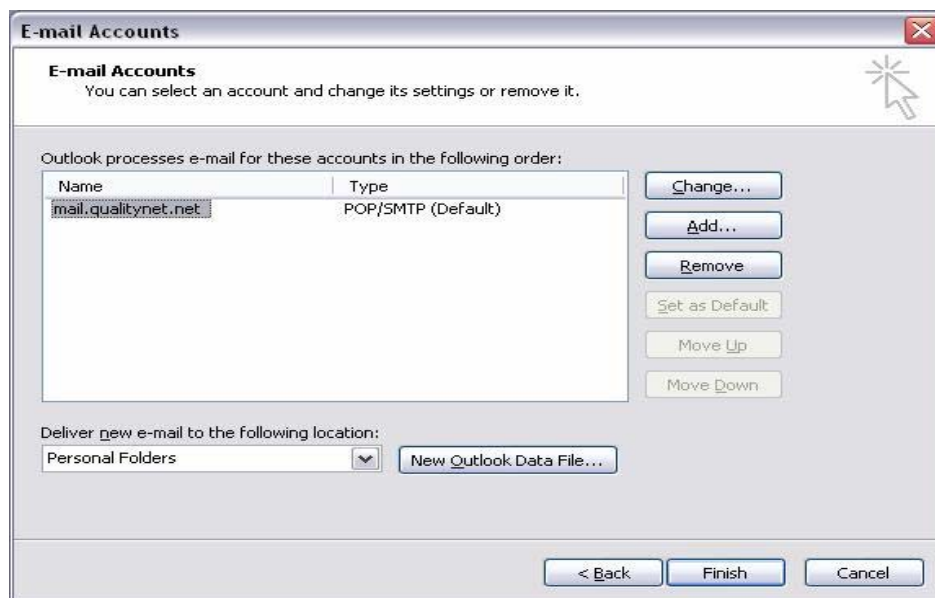 E-mail Accounts
E-mail Accounts
You can select an account and change its settings or remove it.
Outlook processes e-mail for these accounts in the following order:
Name Type
mail.qualitynet.net POP/SMTP (Default)
Change...
Add...
Remove
Set as Default
Move Up
Move Down
Deliver new e-mail to the following location:
Personal Folders New Outlook Data File...
< Back Finish Cancel